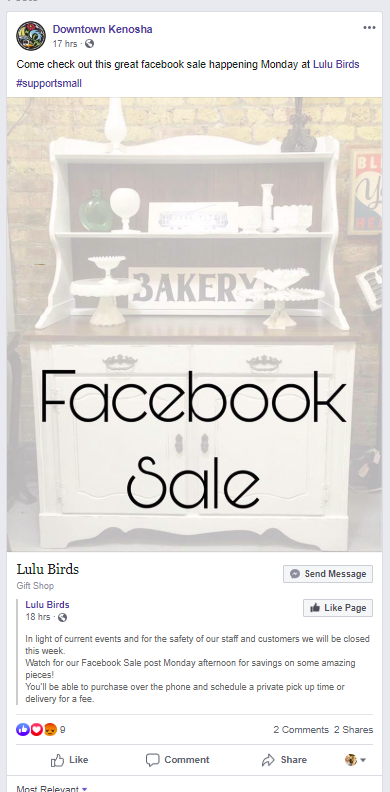 Downtown Kenosha
17 hrs ·
Come check out this great facebook sale happening Monday at Lulu Birds
#supportsmall
BL
BAKERY
Facebook
Sale
Lulu Birds
Gift Shop
Send Message
Lulu Birds
18 hrs ·
Like Page
In light of current events and for the safety of our staff and customers we will be closed
this week.
Watch for our Facebook Sale post Monday afternoon for savings on some amazing
pieces!
You'll be able to purchase over the phone and schedule a private pick up time or
delivery for a fee.
9
2 Comments 2 Shares
Like
Comment
Share
Most Relevant